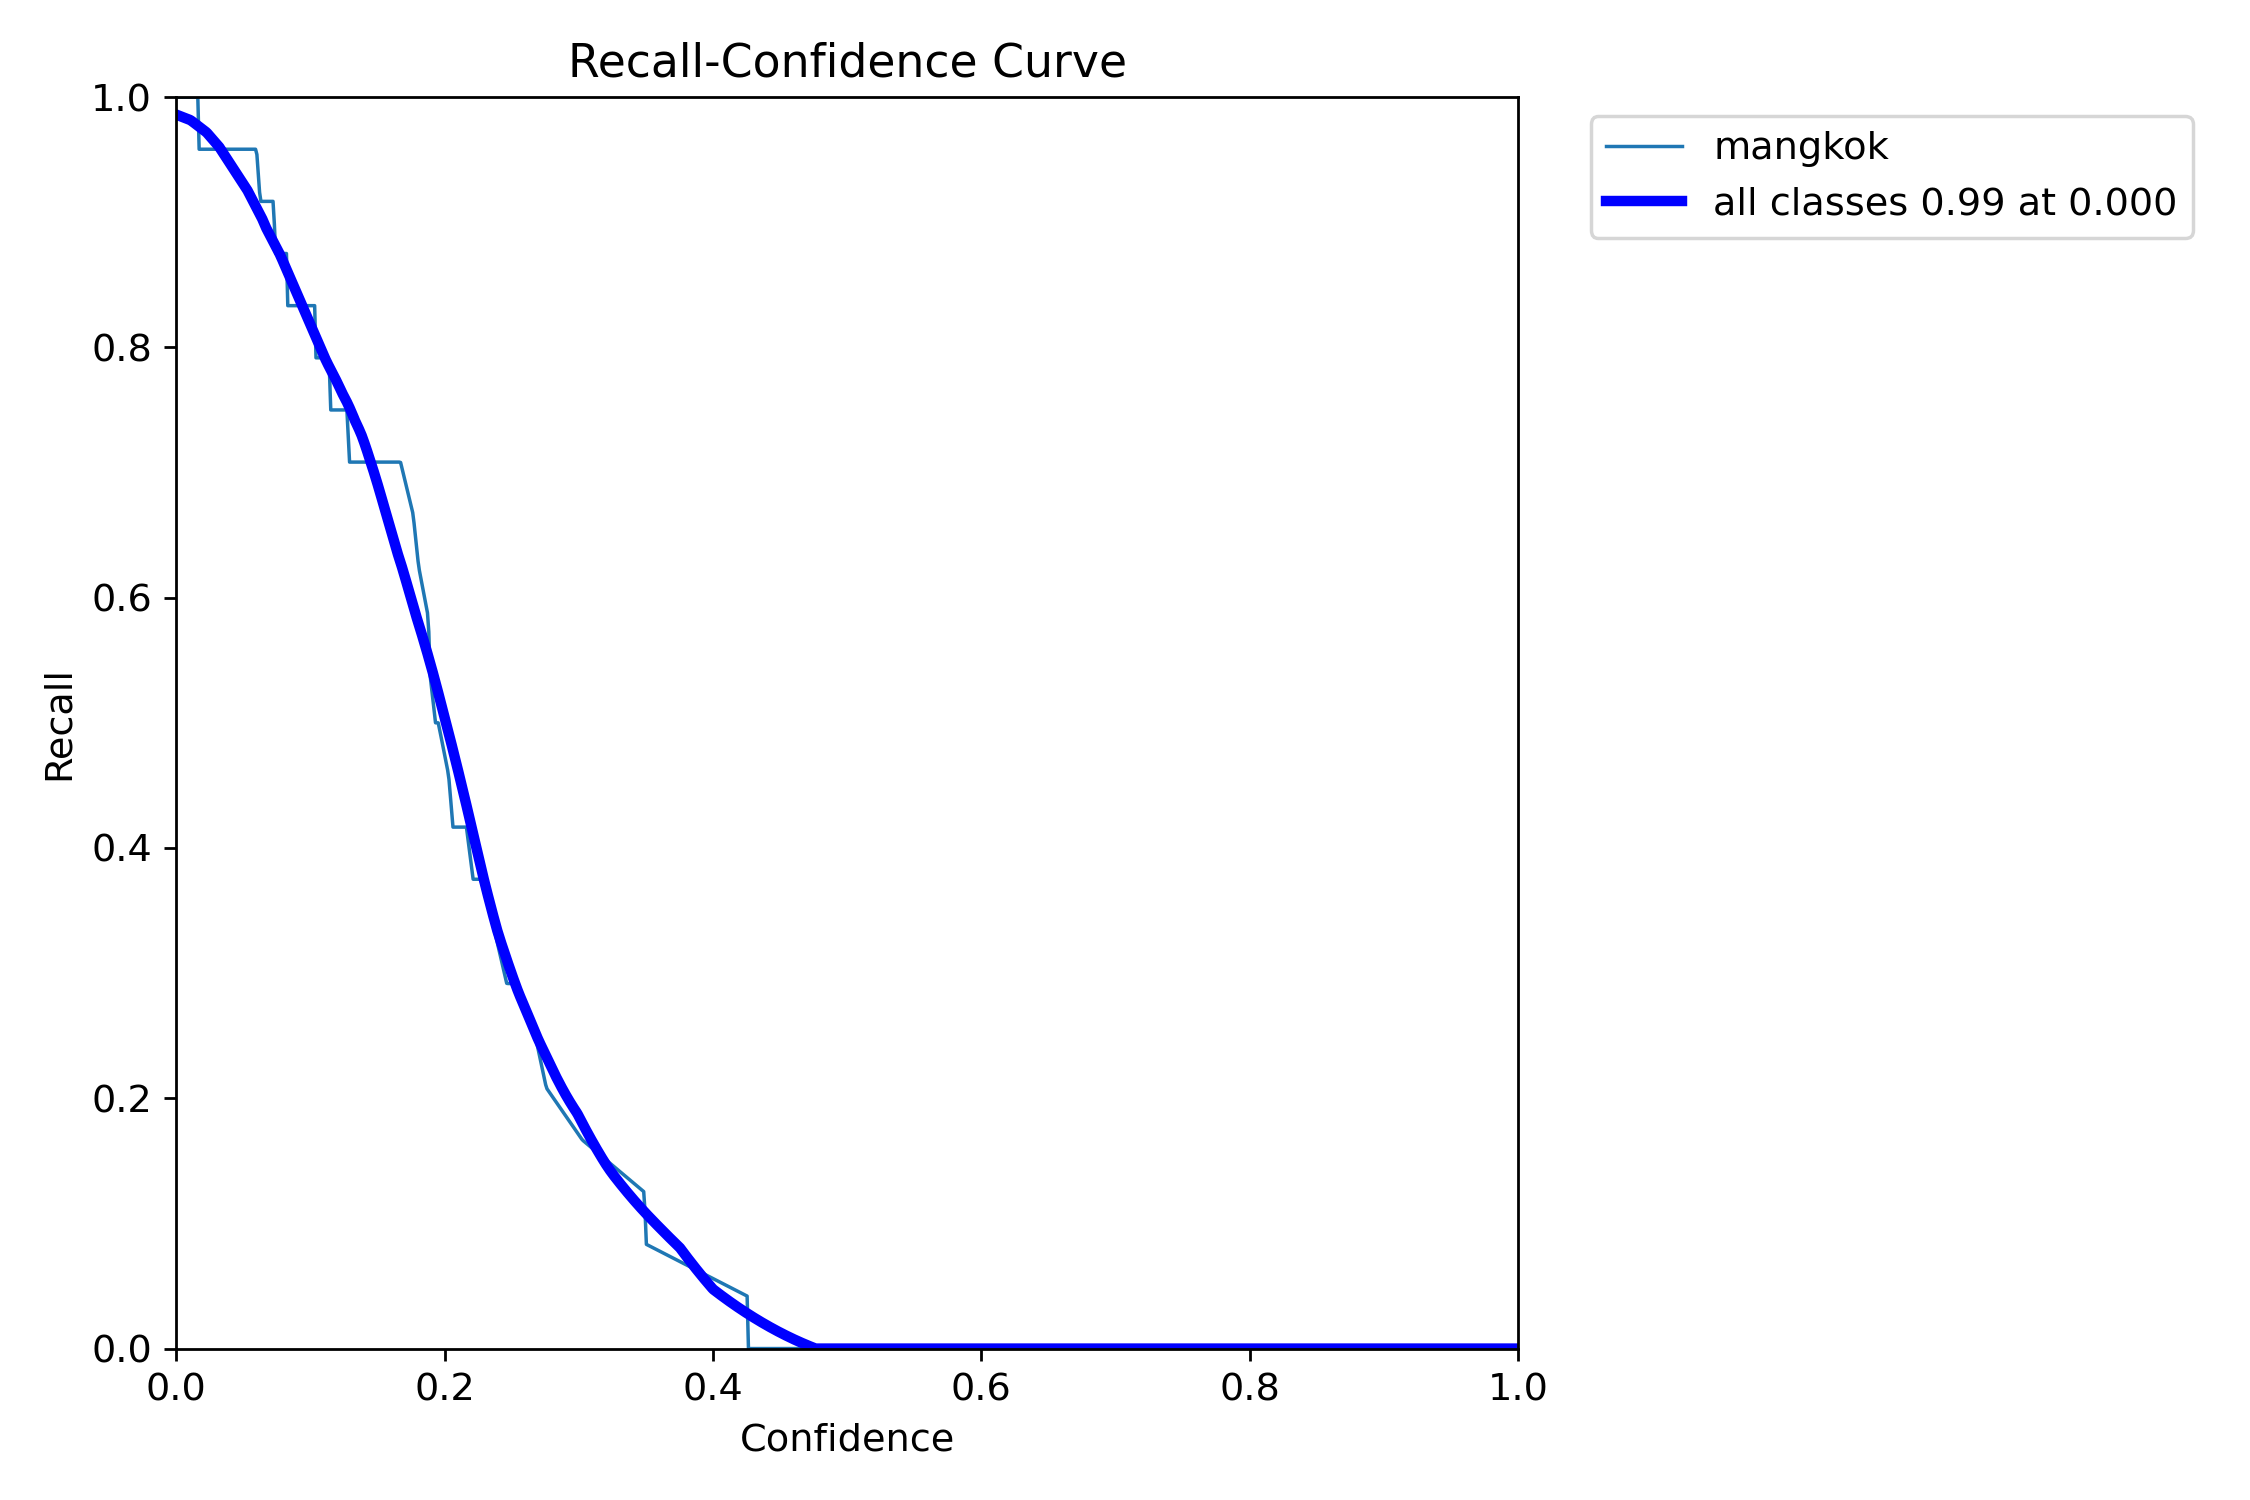 Recall-Confidence Curve
mangkok
all classes 0.99 at 0.000
1.0
0.8
0.6
0.4
0.2
0.0
Recall
0.0 0.2 0.4 0.6 0.8 1.0
Confidence